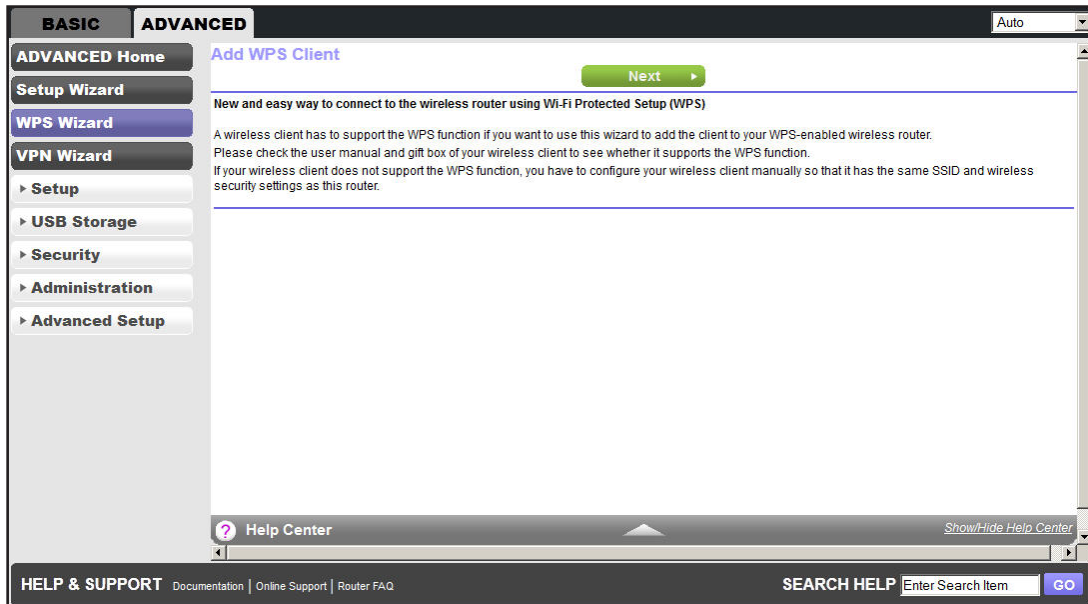 BASIC
ADVANCED
Auto
ADVANCED Home
Setup Wizard
WPS Wizard
VPN Wizard
Setup
USB Storage
Security
Administration
Advanced Setup
Add WPS Client
Next
New and easy way to connect to the wireless router using Wi-Fi Protected Setup (WPS)
A wireless client has to support the WPS function if you want to use this wizard to add the client to your WPS-enabled wireless router.
Please check the user manual and gift box of your wireless client to see whether it supports the WPS function.
If your wireless client does not support the WPS function, you have to configure your wireless client manually so that it has the same SSID and wireless
security settings as this router.
? Help Center
Show/Hide Help Center
HELP & SUPPORT Documentation | Online Support | Router FAQ
SEARCH HELP Enter Search Item GO